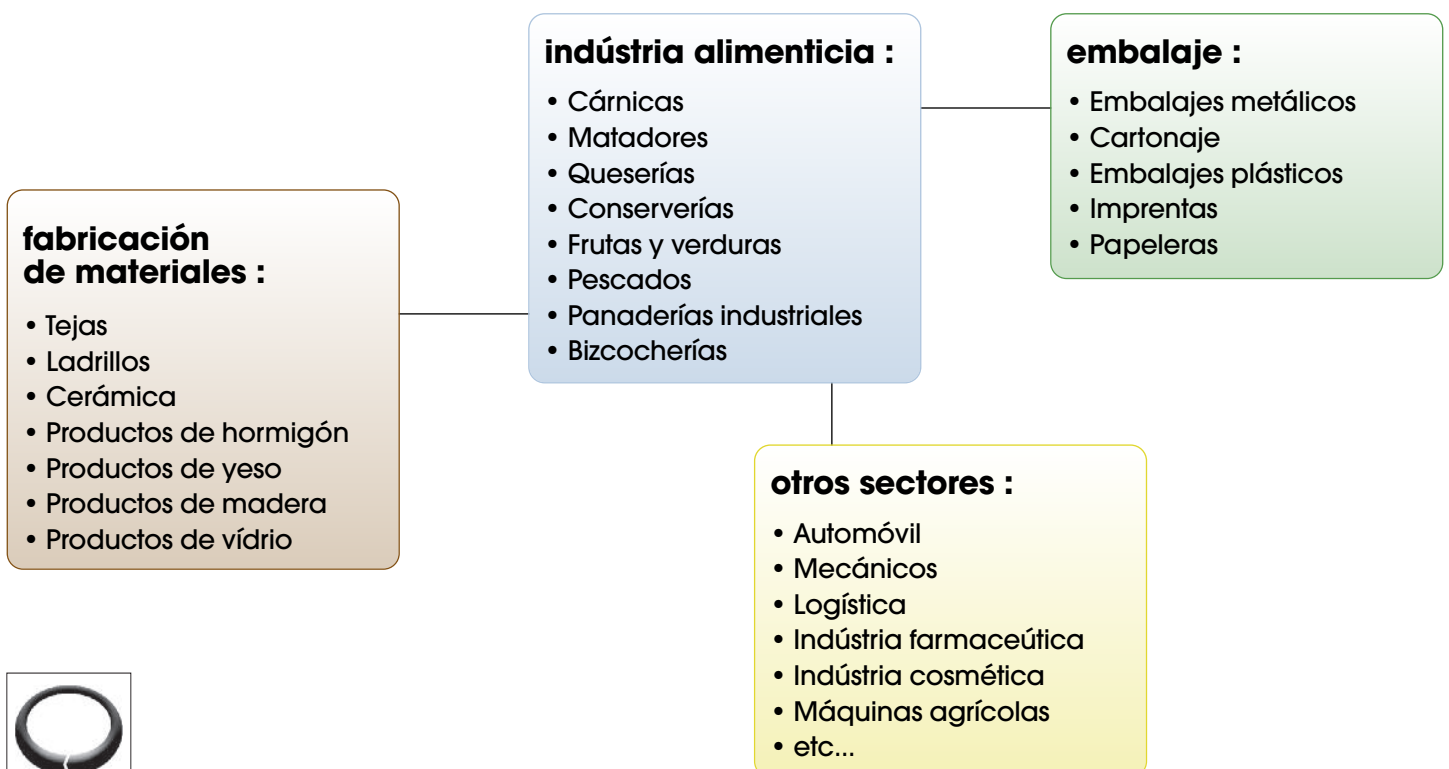 indústria alimenticia :
• Cárnicas
• Matadores
• Queserías
• Conserverías
• Frutas y verduras
• Pescados
• Panaderías industriales
• Bizcocherías
embalaje :
• Embalajes metálicos
• Cartonaje
• Embalajes plásticos
• Imprentas
• Papeleras
fabricación
de materiales :
• Tejas
• Ladrillos
• Cerámica
• Productos de hormigón
• Productos de yeso
• Productos de madera
• Productos de vídrio
otros sectores :
• Automóvil
• Mecánicos
• Logística
• Indústria farmaceútica
• Indústria cosmética
• Máquinas agrícolas
• etc...